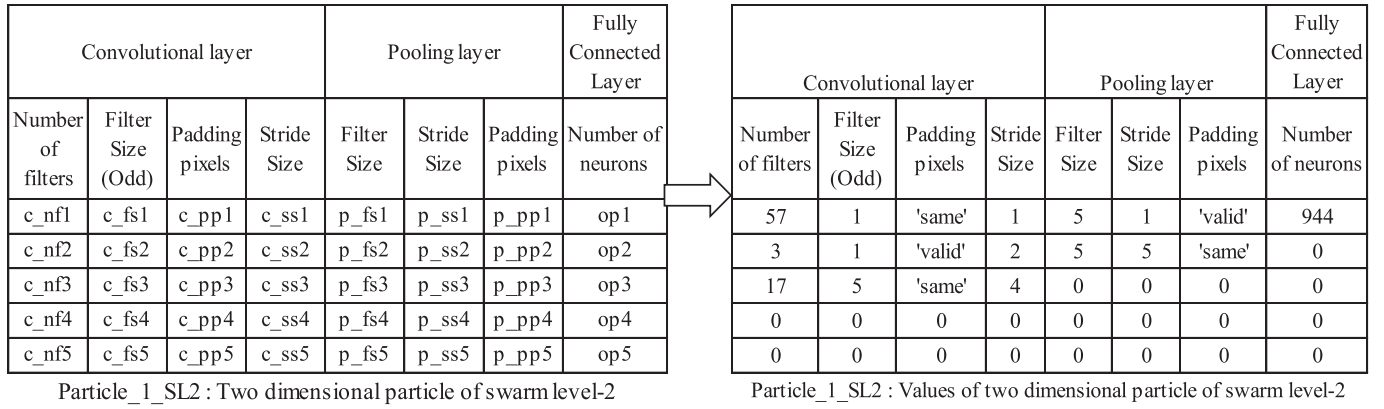 Convolutional layer Pooling layer Fully Connected Layer
Number of filters Filter Size (Odd) Padding pixels Stride Size Filter Size Stride Size Padding pixels Number of neurons
c_nf1 c_fs1 c_pp1 c_ss1 p_fs1 p_ss1 p_pp1 op1
c_nf2 c_fs2 c_pp2 c_ss2 p_fs2 p_ss2 p_pp2 op2
c_nf3 c_fs3 c_pp3 c_ss3 p_fs3 p_ss3 p_pp3 op3
c_nf4 c_fs4 c_pp4 c_ss4 p_fs4 p_ss4 p_pp4 op4
c_nf5 c_fs5 c_pp5 c_ss5 p_fs5 p_ss5 p_pp5 op5
Particle_1_SL2 : Two dimensional particle of swarm level-2
Convolutional layer Pooling layer Fully Connected Layer
Number of filters Filter Size (Odd) Padding pixels Stride Size Filter Size Stride Size Padding pixels Number of neurons
57 1 'same' 1 5 1 'valid' 944
3 1 'valid' 2 5 5 'same' 0
17 5 'same' 4 0 0 0 0
0 0 0 0 0 0 0 0
0 0 0 0 0 0 0 0
Particle_1_SL2 : Values of two dimensional particle of swarm level-2